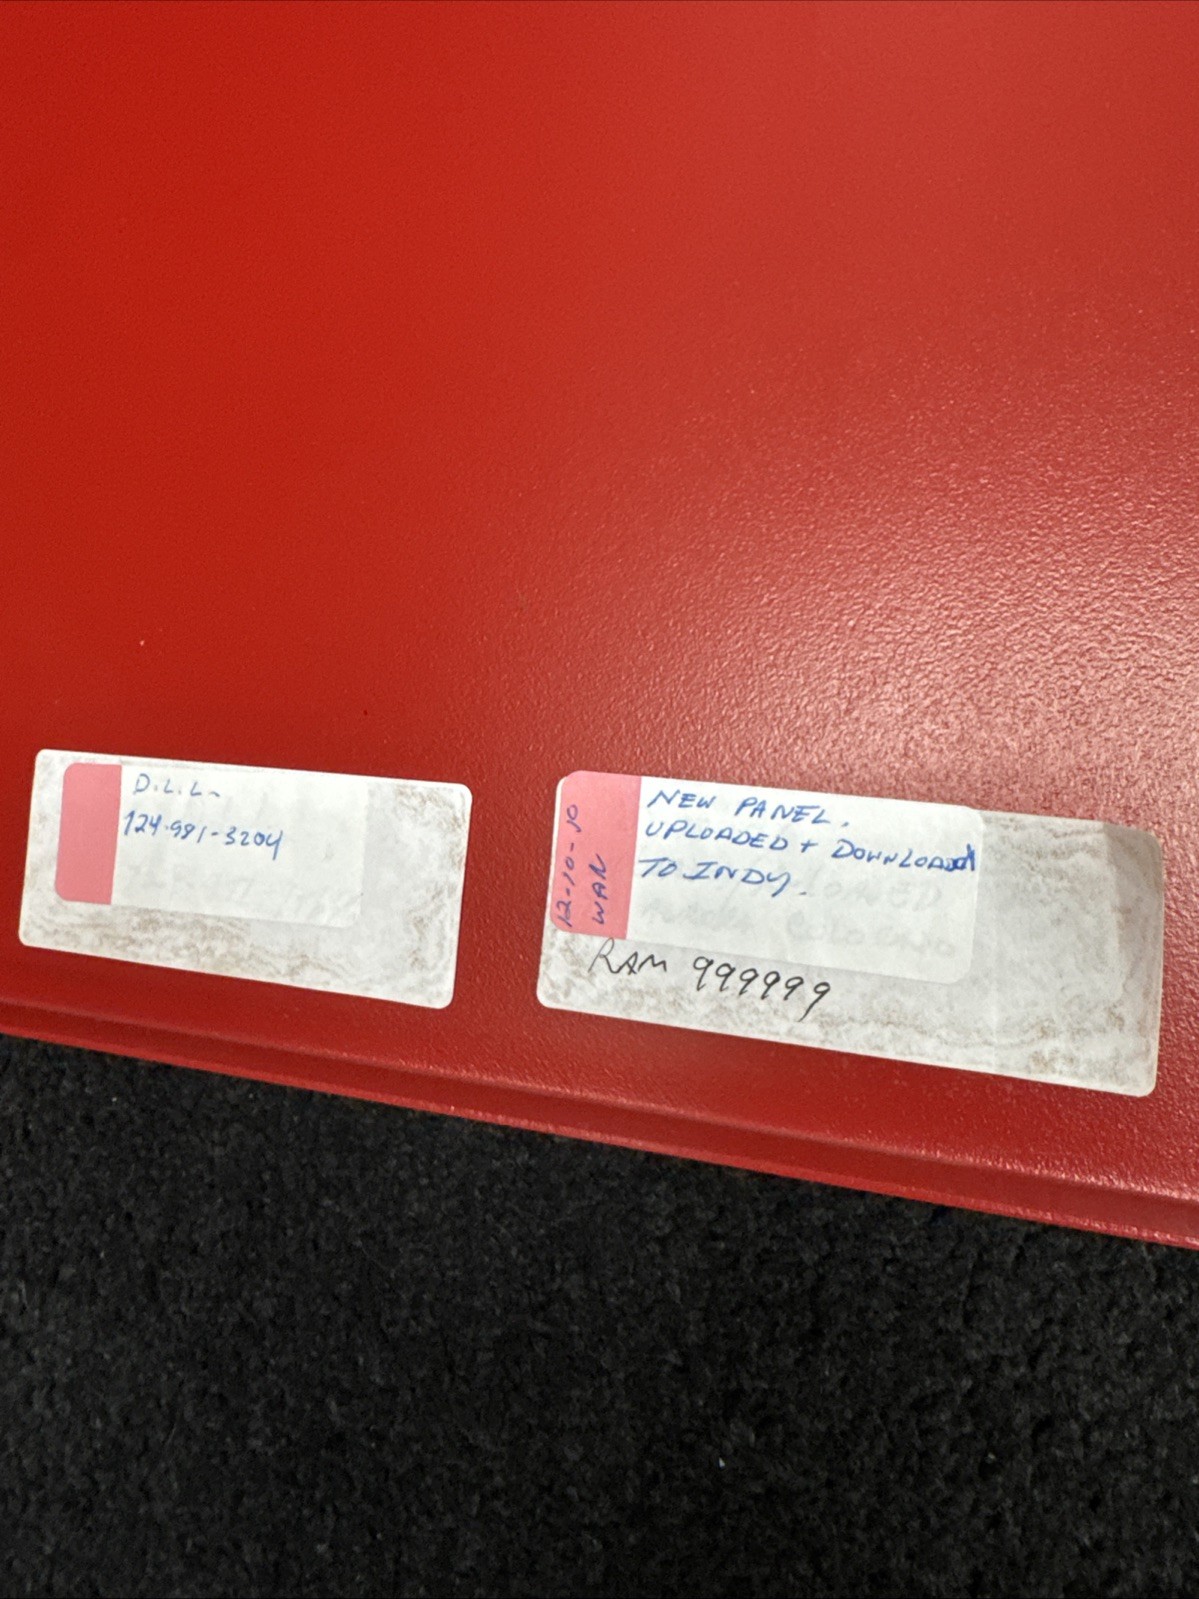 D.L.L.
124-981-3204
12-10-10
WAR
NEW PANEL.
UPLOADED + DOWNLOADED
TO INDY.
RAM 999999